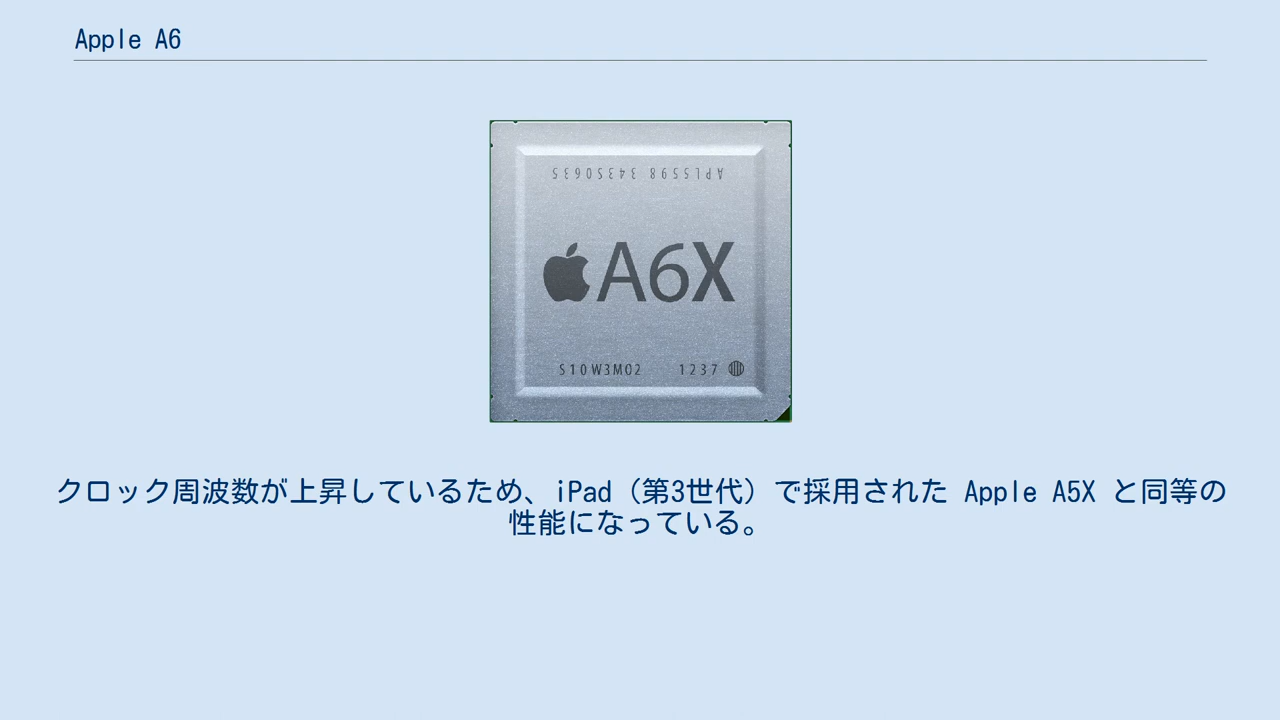 Apple A6
APL5598 343S0635
A6X
S10W3M02 1237
クロック周波数が上昇しているため、iPad（第3世代）で採用された Apple A5X と同等の
性能になっている。